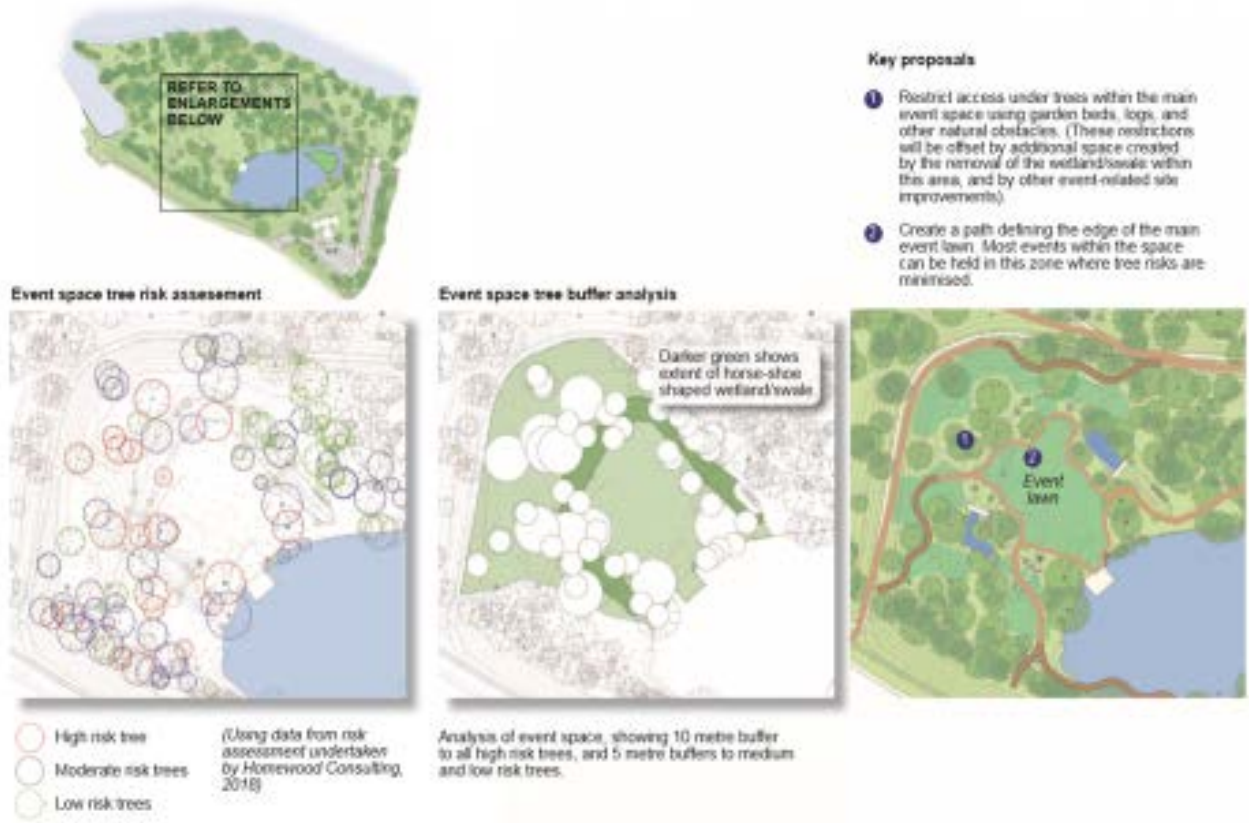 REFER TO
ENLARGEMENTS
BELOW
Key proposals
1 Restrict access under trees within the main
event space using garden beds, logs, and
other natural obstacles. (These restrictions
will be offset by additional space created
by the removal of the wetland/swale within
this area, and by other event-related site
improvements).
2 Create a path defining the edge of the main
event lawn. Most events within the space
can be held in this zone where tree risks are
minimised.
Event space tree risk assesement
Event space tree buffer analysis
Darker green shows
extent of horse-shoe
shaped wetland/swale
1
2
Event
lawn
High risk tree
Moderate risk trees
Low risk trees
(Using data from risk
assessment undertaken
by Homewood Consulting,
2018)
Analysis of event space, showing 10 metre buffer
to all high risk trees, and 5 metre buffers to medium
and low risk trees.